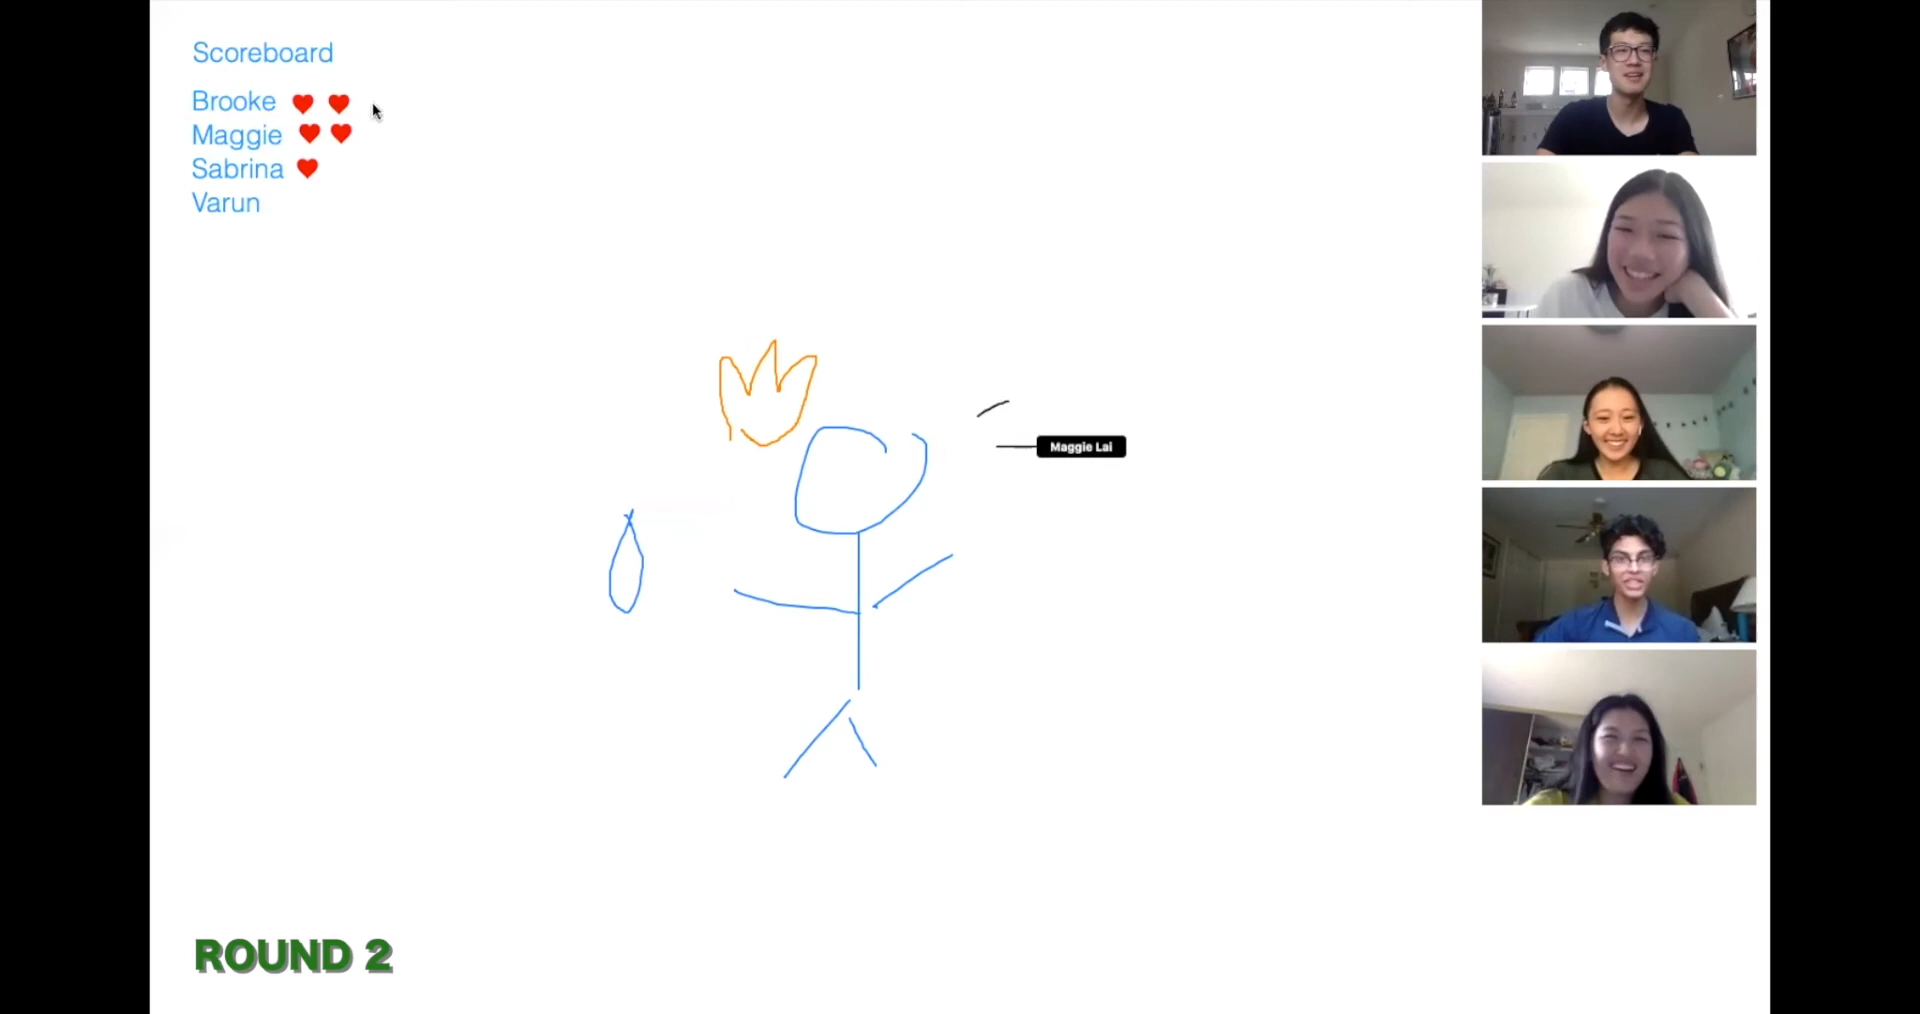 Scoreboard
Brooke ❤️ ❤️
Maggie ❤️ ❤️
Sabrina ❤️
Varun
Maggie Lai
ROUND 2